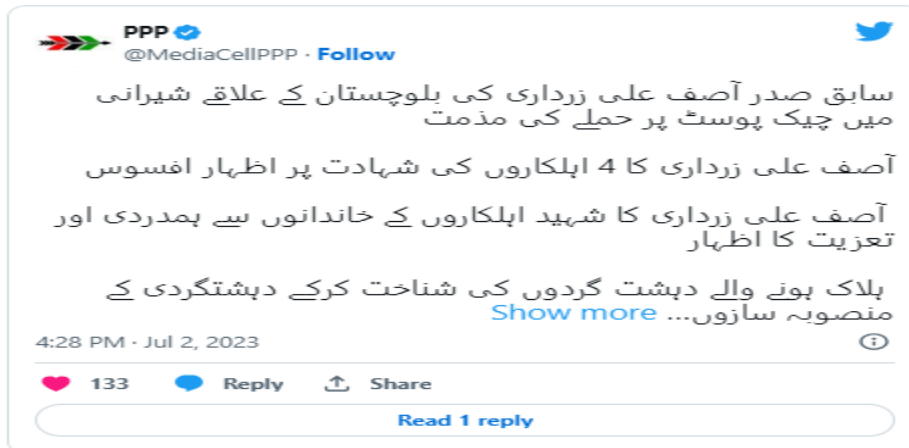 PPP
@MediaCellPPP · Follow
سابق صدر آصف علی زرداری کی بلوچستان کے علاقے شیرانی
میں چیک پوسٹ پر حملے کی مذمت
آصف علی زرداری کا 4 اہلکاروں کی شہادت پر اظہار افسوس
آصف علی زرداری کا شہید اہلکاروں کے خاندانوں سے ہمدردی اور
تعزیت کا اظہار
ہلاک ہونے والے دہشت گردوں کی شناخت کرکے دہشتگردی کے
منصوبہ سازوں... Show more
4:28 PM · Jul 2, 2023
133 Reply Share
Read 1 reply